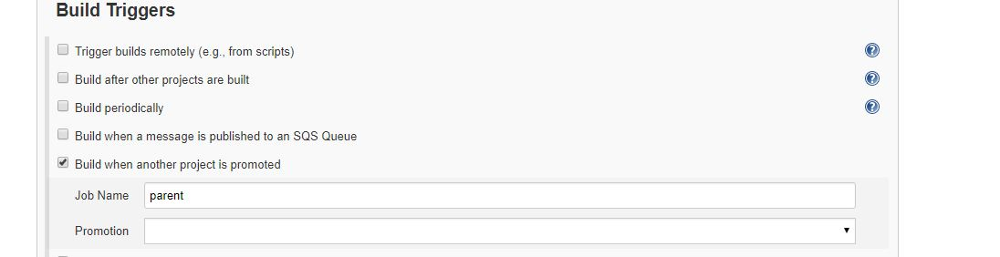 Build Triggers
Trigger builds remotely (e.g., from scripts)
Build after other projects are built
Build periodically
Build when a message is published to an SQS Queue
Build when another project is promoted
Job Name parent
Promotion